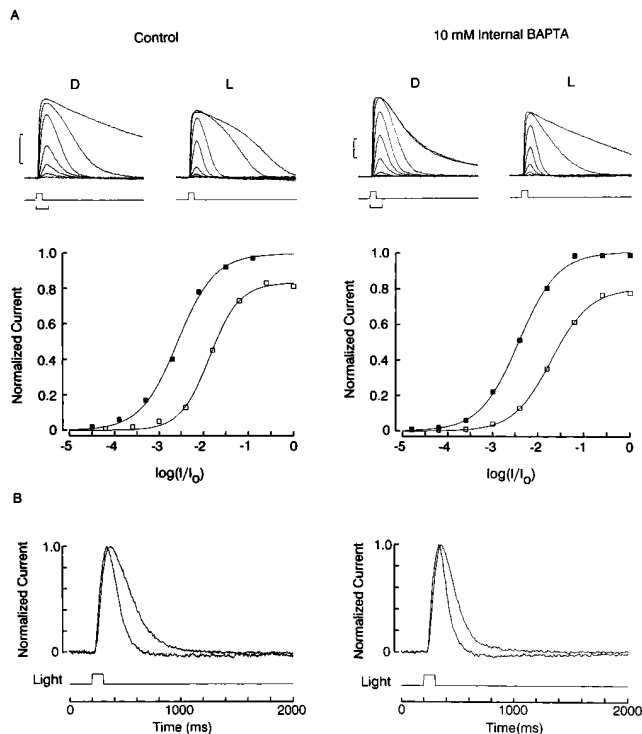 A
Control
10 mM Internal BAPTA
D
L
D
L
Normalized Current
1.0
0.8
0.6
0.4
0.2
0
-5
-4
-3
-2
-1
0
log(I/I₀)
Normalized Current
1.0
0.8
0.6
0.4
0.2
0
-5
-4
-3
-2
-1
0
log(I/I₀)
B
Normalized Current
1.0
0
Light
0
1000
2000
Time (ms)
Normalized Current
1.0
0
Light
0
1000
2000
Time(ms)